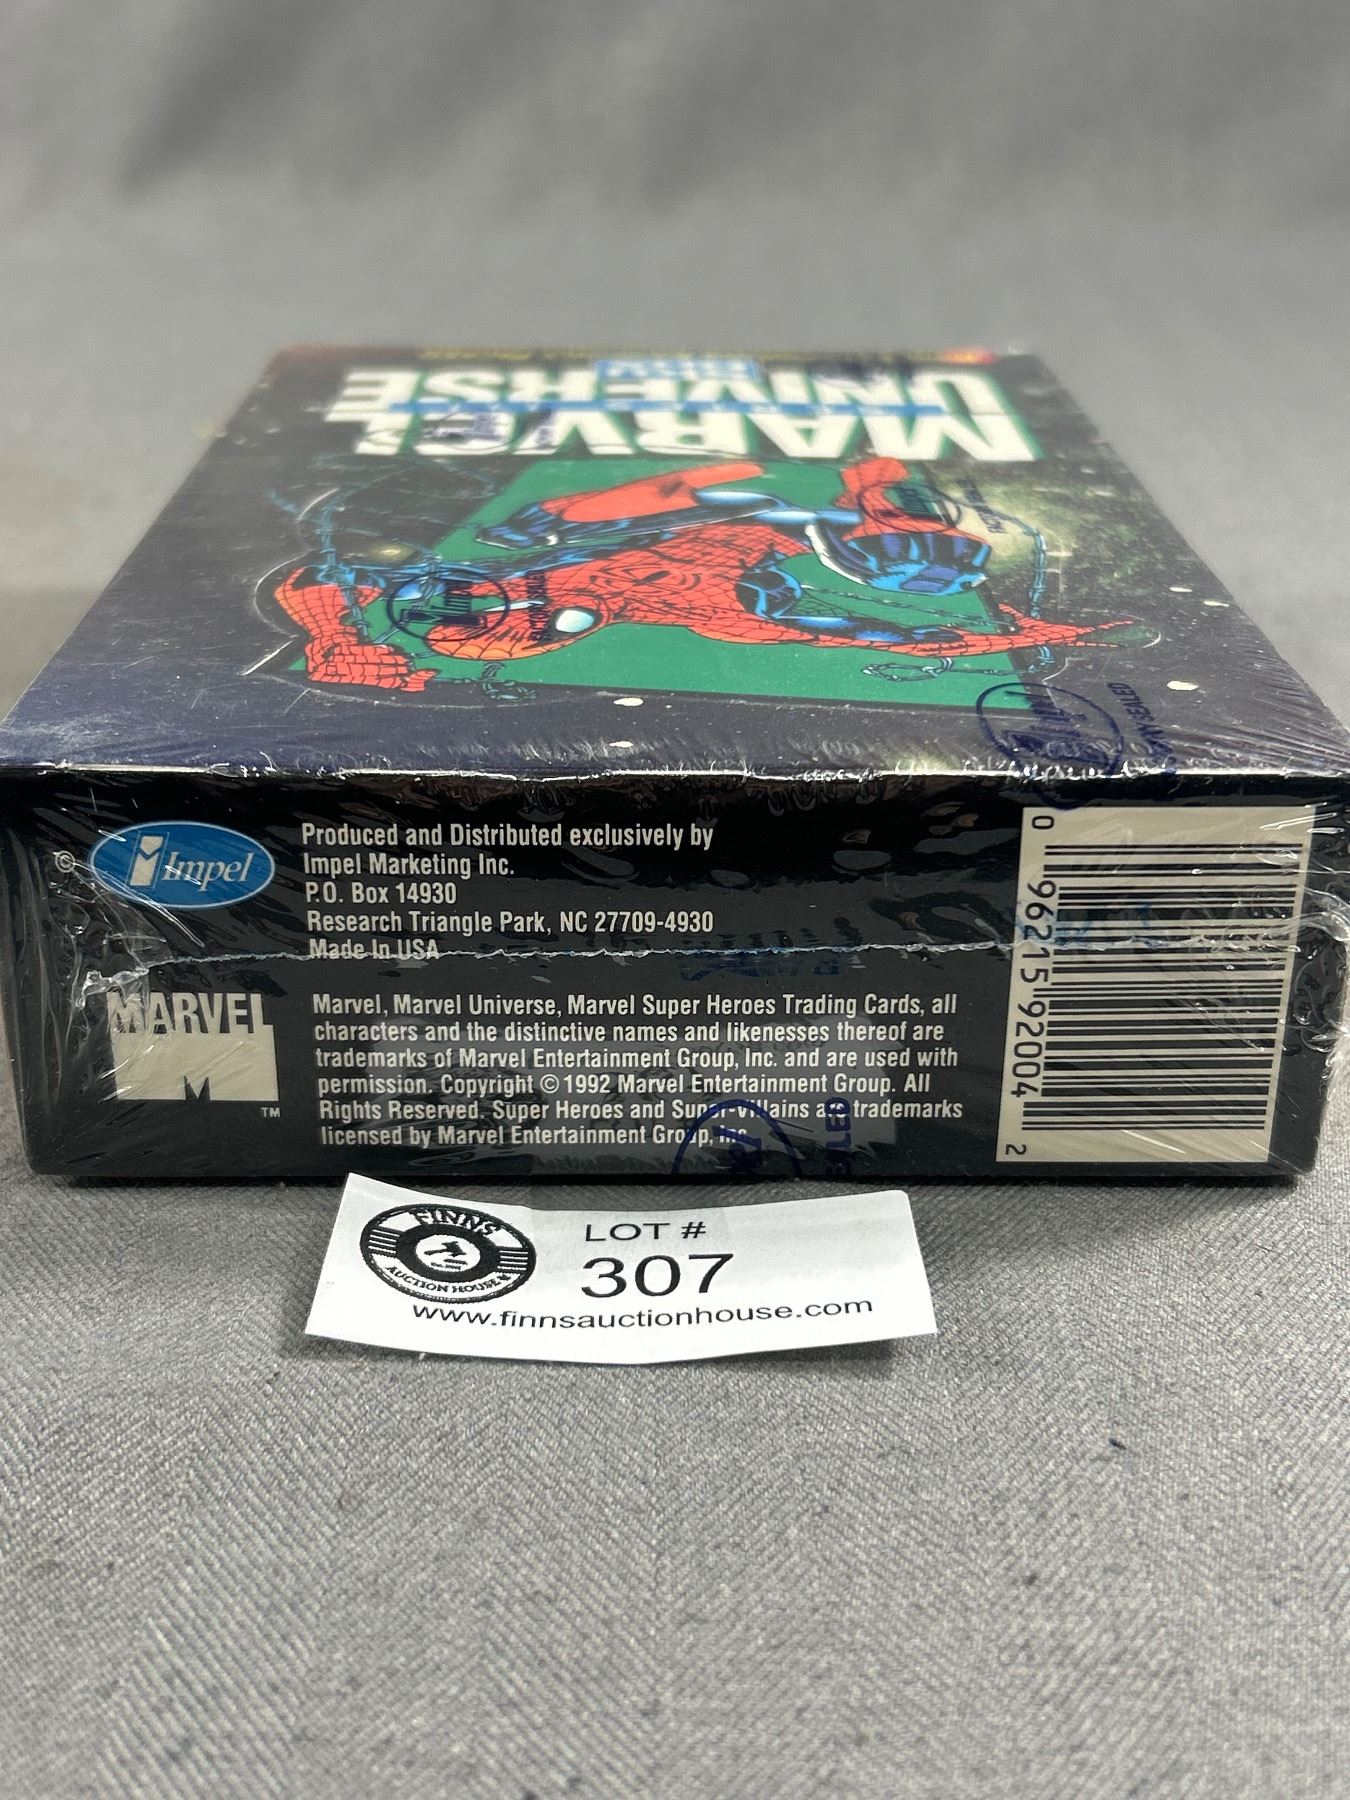 MARVEL
UNIVERSE
Impel
Impel
Impel
© Impel
Produced and Distributed exclusively by
Impel Marketing Inc.
P.O. Box 14930
Research Triangle Park, NC 27709-4930
Made In USA
MARVEL
M
TM
Marvel, Marvel Universe, Marvel Super Heroes Trading Cards, all
characters and the distinctive names and likenesses thereof are
trademarks of Marvel Entertainment Group, Inc. and are used with
permission. Copyright © 1992 Marvel Entertainment Group. All
Rights Reserved. Super Heroes and Super-Villains are trademarks
licensed by Marvel Entertainment Group, Inc.
0 96215 92004 2
FINNS
AUCTION HOUSE
LOT #
307
www.finnsauctionhouse.com